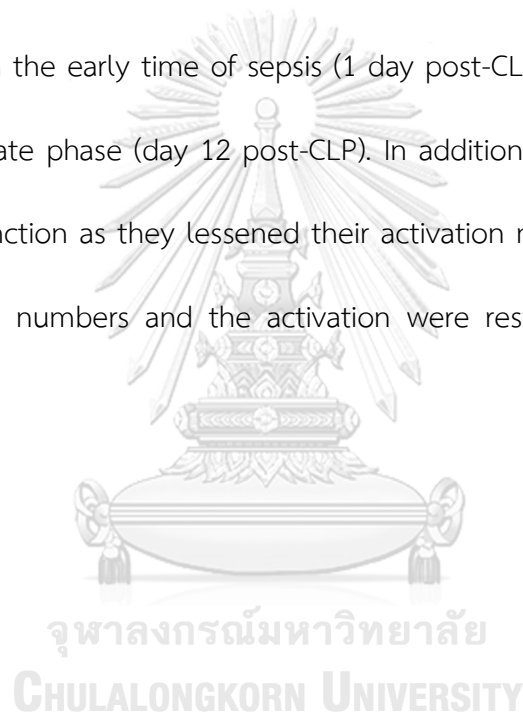 the early time of sepsis (1 day post-CL
ate phase (day 12 post-CLP). In addition
nction as they lessened their activation
numbers and the activation were res
จุฬาลงกรณ์มหาวิทยาลัย
CHULALONGKORN UNIVERSITY